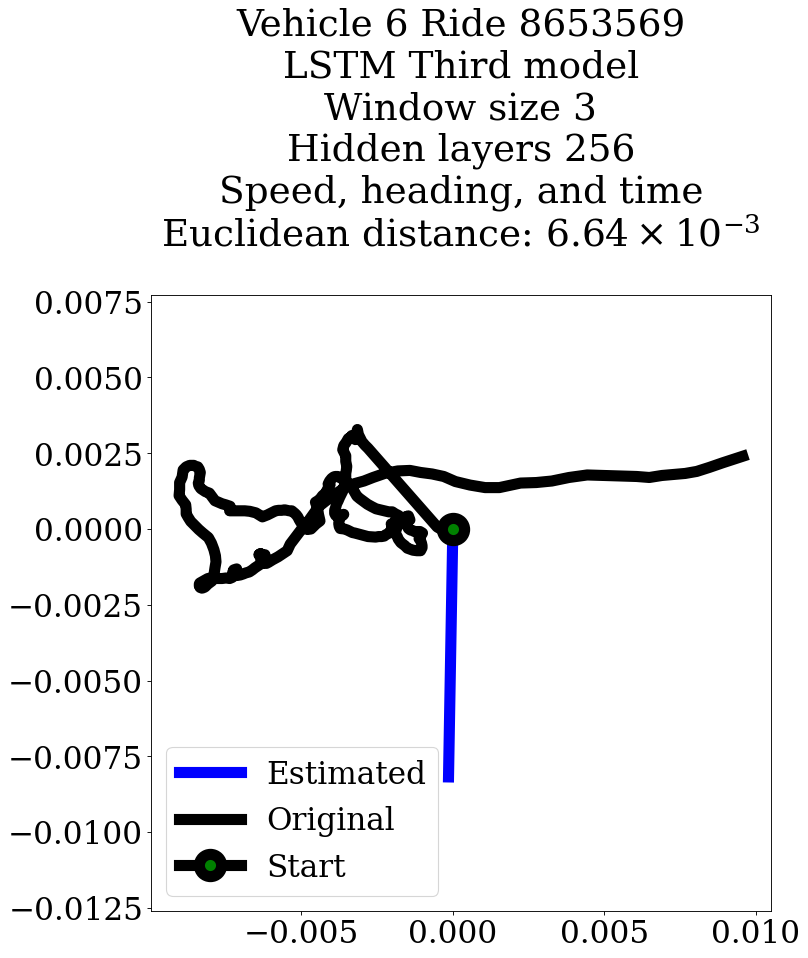 Vehicle 6 Ride 8653569
LSTM Third model
Window size 3
Hidden layers 256
Speed, heading, and time
Euclidean distance: 6.64 × 10⁻³
0.0075
0.0050
0.0025
0.0000
−0.0025
−0.0050
−0.0075
−0.0100
−0.0125
Estimated
Original
Start
−0.005 0.000 0.005 0.010